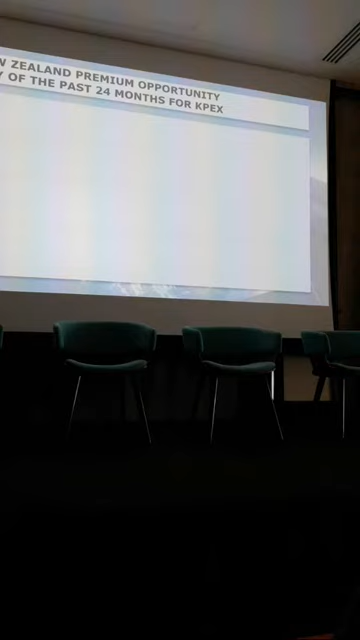 ZEALAND PREMIUM OPPORTUNITY
OF THE PAST 24 MONTHS FOR KPEX